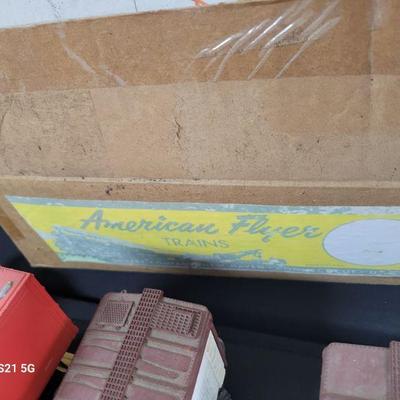 American Flyer
TRAINS
S21 5G